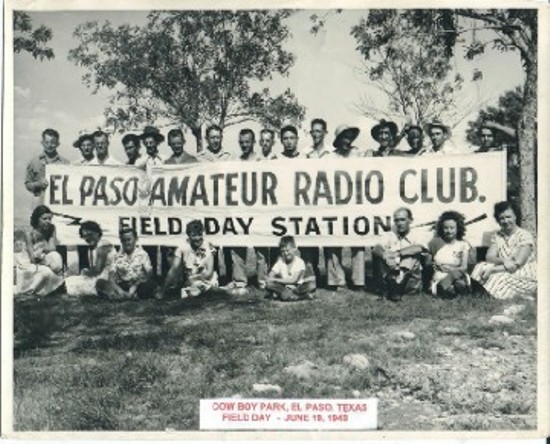 EL PASO AMATEUR RADIO CLUB.
FIELD DAY STATION
COW BOY PARK, EL PASO, TEXAS
FIELD DAY - JUNE 19, 1949